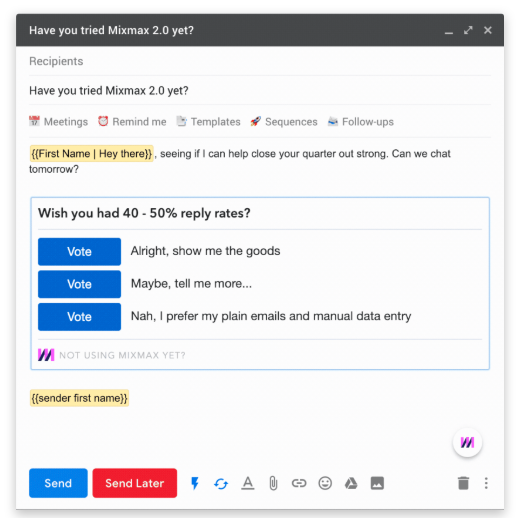 Have you tried Mixmax 2.0 yet?
Recipients
Have you tried Mixmax 2.0 yet?
Meetings Remind me Templates Sequences Follow-ups
{{First Name | Hey there}}, seeing if I can help close your quarter out strong. Can we chat
tomorrow?
Wish you had 40 - 50% reply rates?
Vote Alright, show me the goods
Vote Maybe, tell me more...
Vote Nah, I prefer my plain emails and manual data entry
NOT USING MIXMAX YET?
{{sender first name}}
Send Send Later